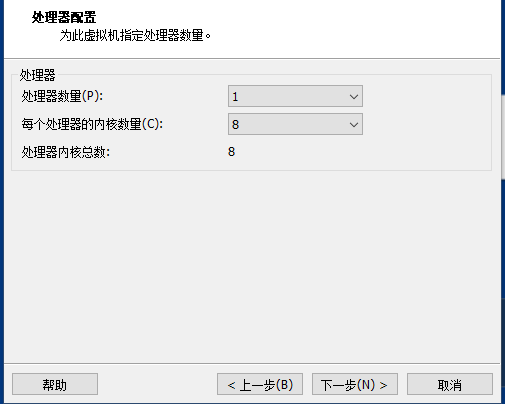 处理器配置
为此虚拟机指定处理器数量。
处理器
处理器数量(P): 1
每个处理器的内核数量(C): 8
处理器内核总数: 8
帮助 < 上一步(B) 下一步(N) > 取消